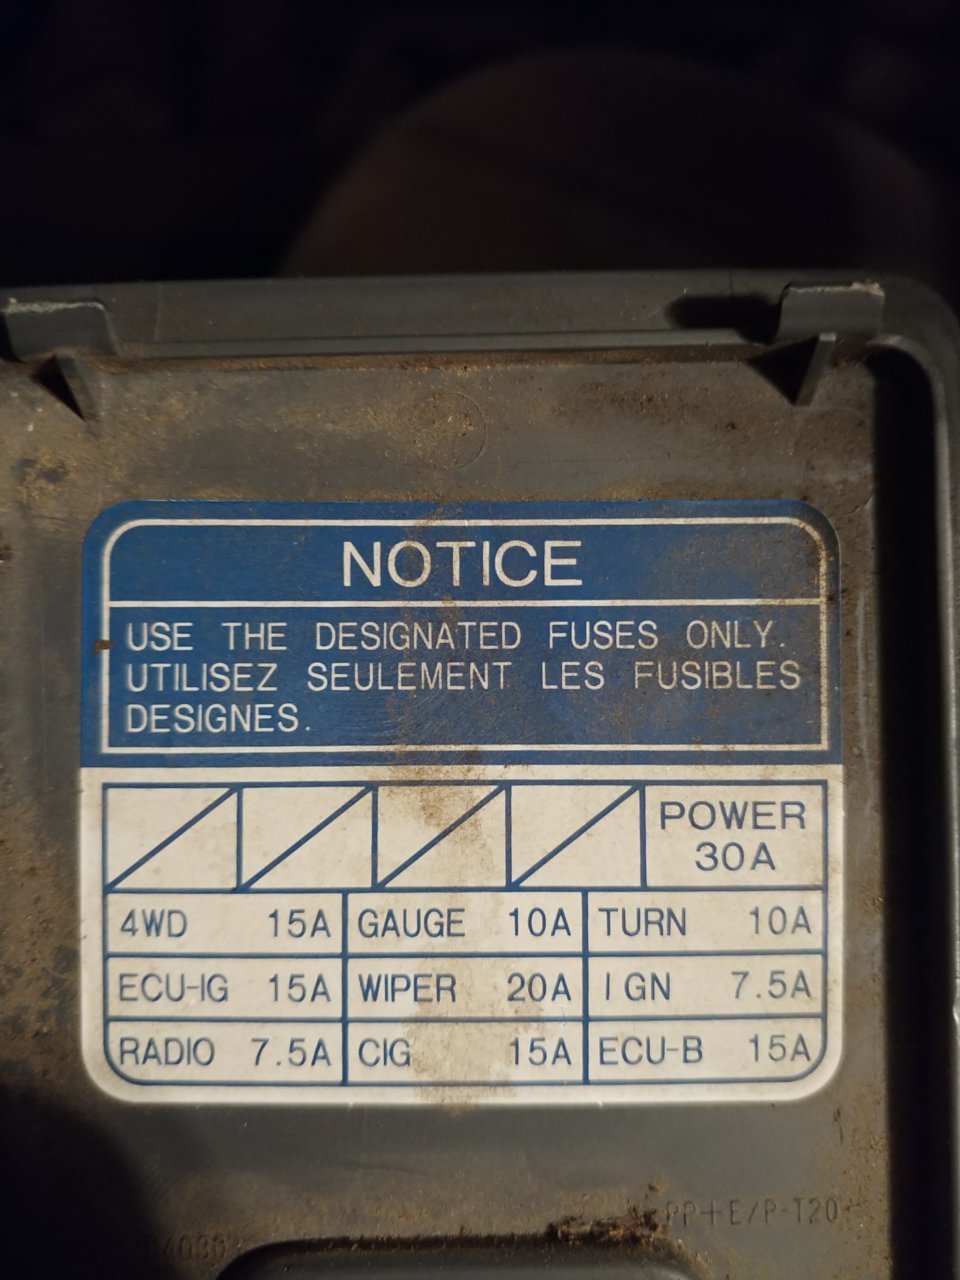 NOTICE
USE THE DESIGNATED FUSES ONLY.
UTILISEZ SEULEMENT LES FUSIBLES
DESIGNES.
POWER
30A
4WD 15A GAUGE 10A TURN 10A
ECU-IG 15A WIPER 20A IGN 7.5A
RADIO 7.5A CIG 15A ECU-B 15A
PP+E/P-T20